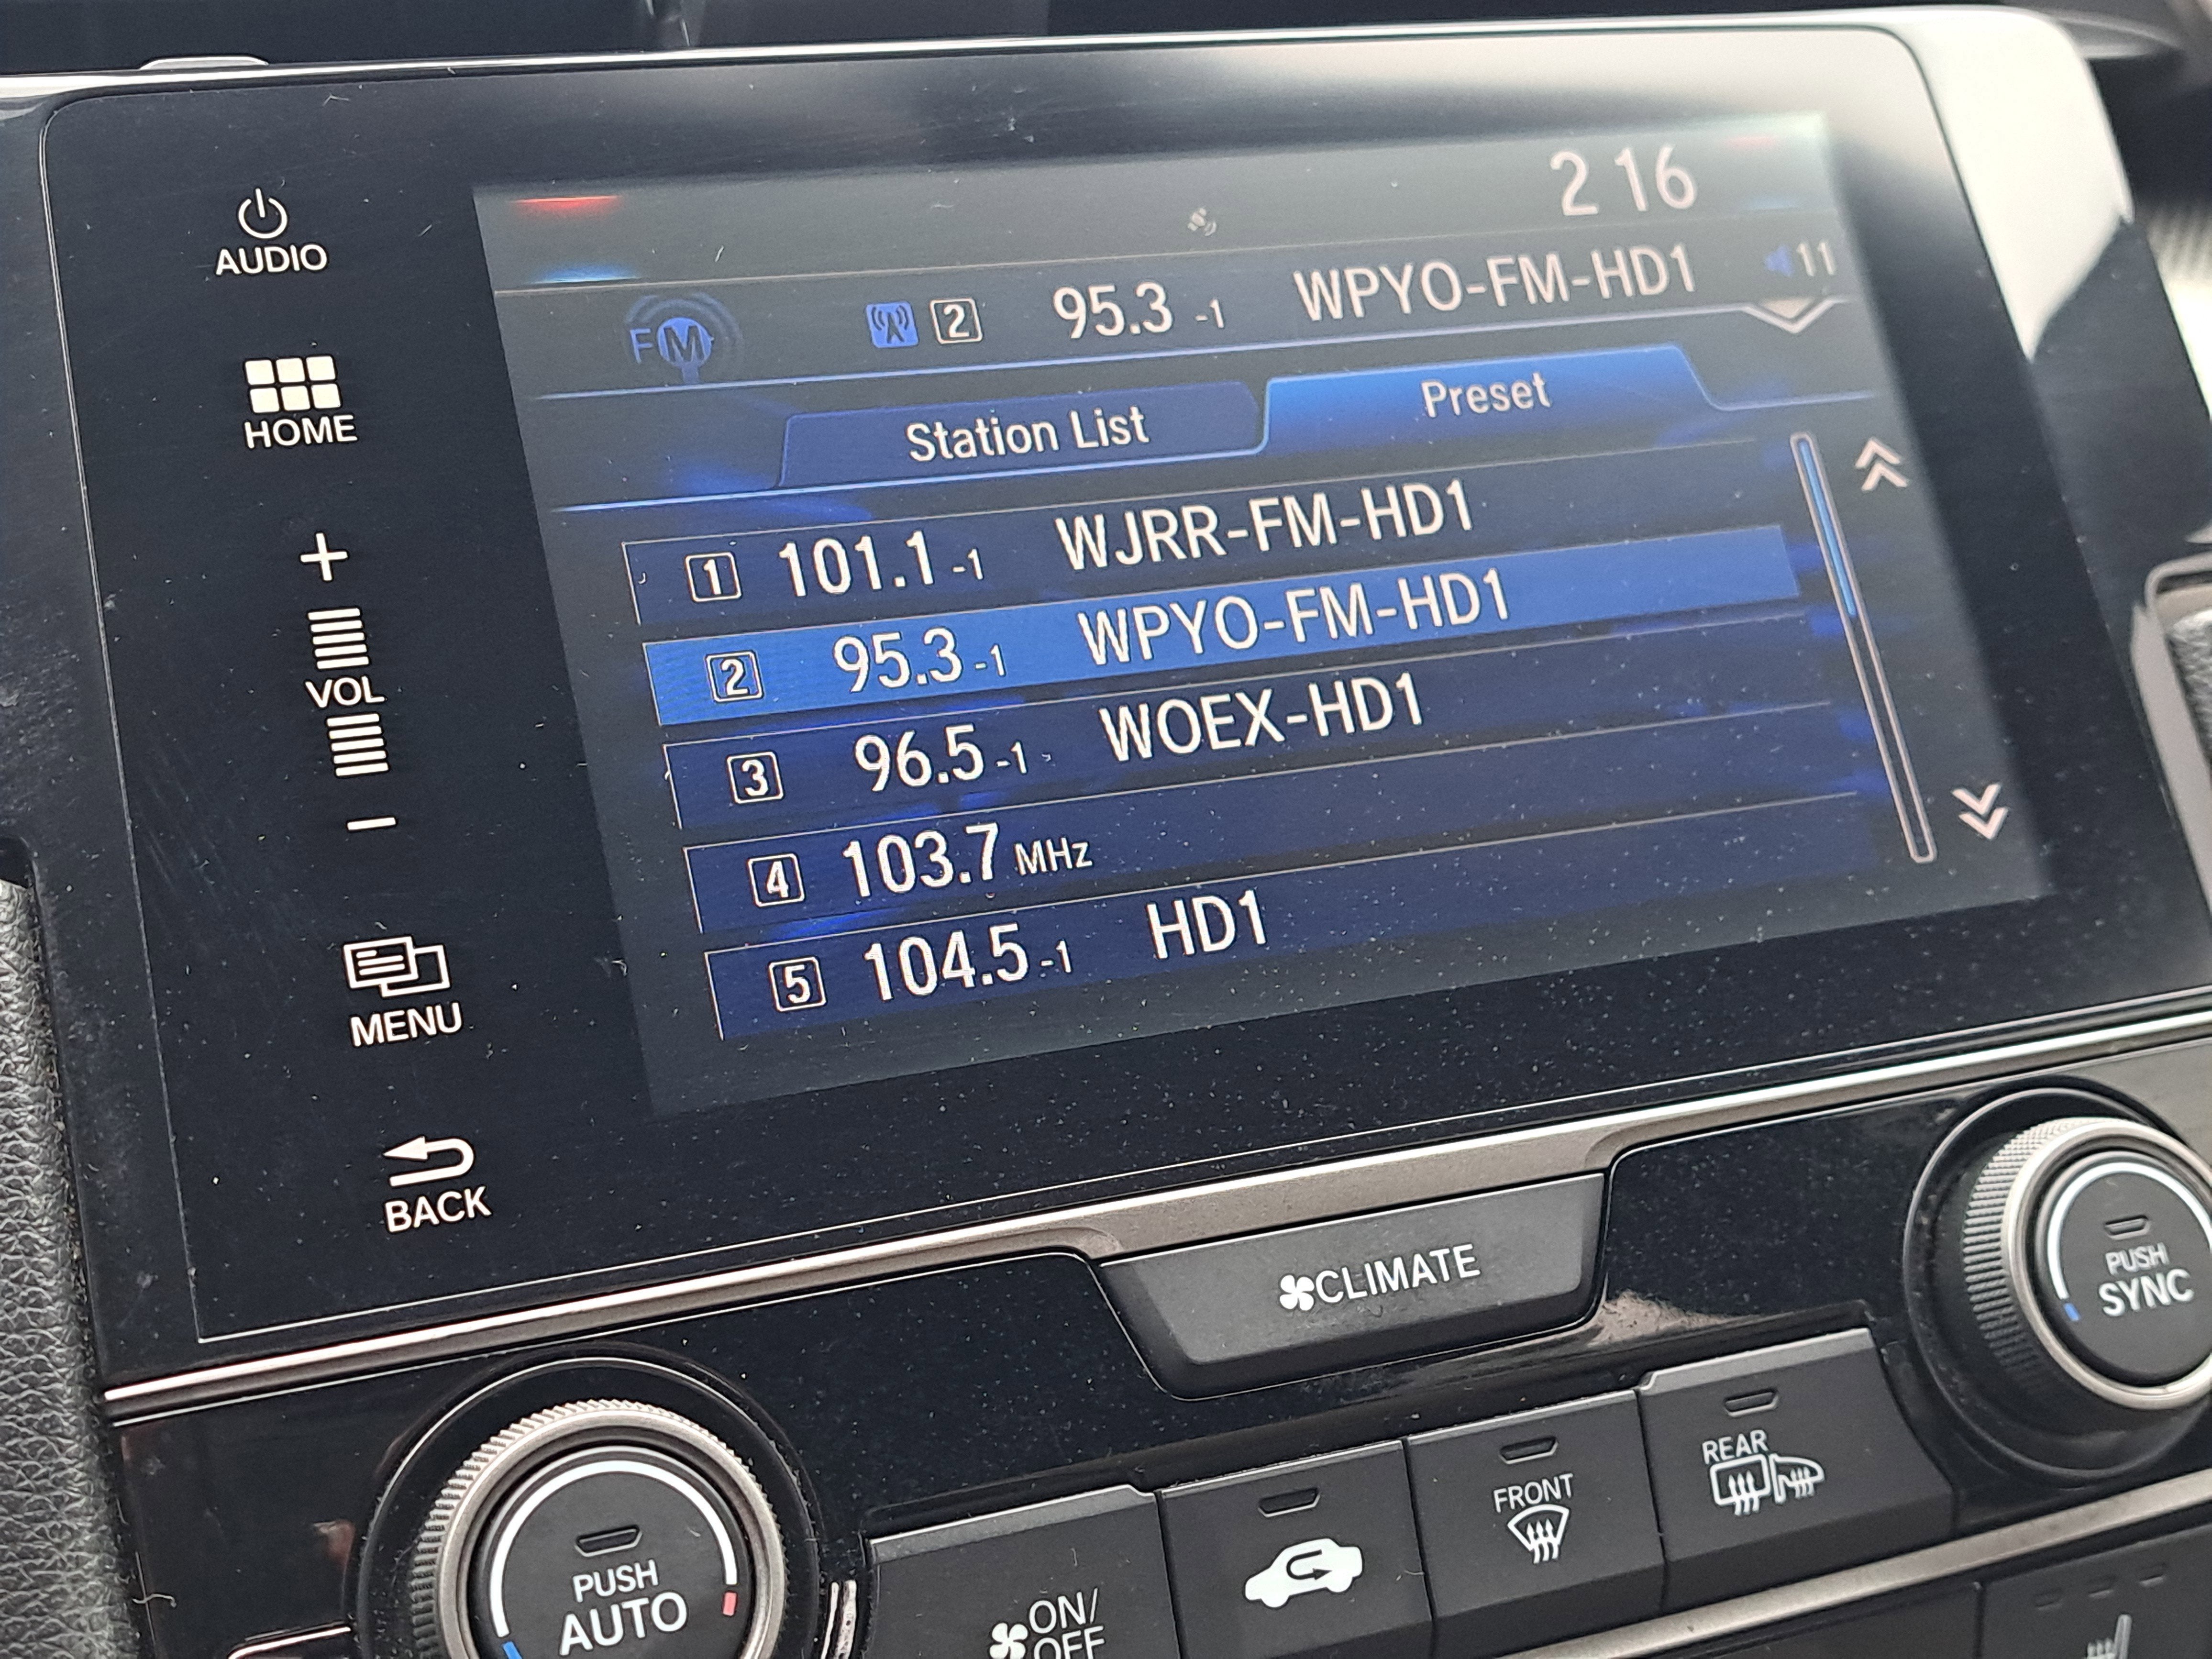 2 16
FM 2 95.3 -1 WPYO-FM-HD1 11
Station List Preset
1 101.1 -1 WJRR-FM-HD1
2 95.3 -1 WPYO-FM-HD1
3 96.5 -1 WOEX-HD1
4 103.7 MHz
5 104.5 -1 HD1
AUDIO
HOME
+
VOL
−
MENU
BACK
CLIMATE
PUSH
AUTO
ON/
OFF
FRONT
REAR
PUSH
SYNC